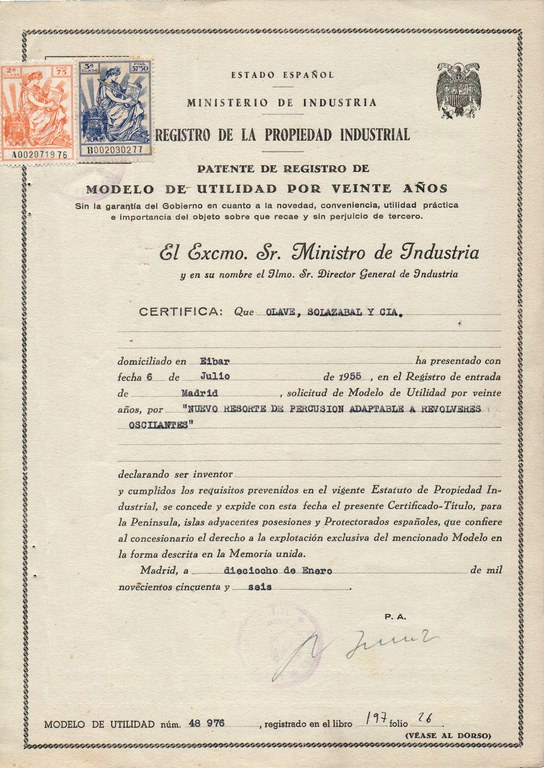 ESTADO ESPAÑOL
MINISTERIO DE INDUSTRIA
REGISTRO DE LA PROPIEDAD INDUSTRIAL
PATENTE DE REGISTRO DE
MODELO DE UTILIDAD POR VEINTE AÑOS
Sin la garantía del Gobierno en cuanto a la novedad, conveniencia, utilidad práctica
e importancia del objeto sobre que recae y sin perjuicio de tercero.
A002071976
B002030277
El Excmo. Sr. Ministro de Industria
y en su nombre el Ilmo. Sr. Director General de Industria
CERTIFICA: Que OLAVE, SOLAZABAL Y CIA.
domiciliado en Eibar ha presentado con
fecha 6 de Julio de 1955, en el Registro de entrada
de Madrid, solicitud de Modelo de Utilidad por veinte
años, por "NUEVO RESORTE DE PERCUSION ADAPTABLE A REVOLVERES
OSCILANTES"
declarando ser inventor
y cumplidos los requisitos prevenidos en el vigente Estatuto de Propiedad In-
dustrial, se concede y expide con esta fecha el presente Certificado-Título, para
la Península, islas adyacentes posesiones y Protectorados españoles, que confiere
al concesionario el derecho a la explotación exclusiva del mencionado Modelo en
la forma descrita en la Memoria unida.
Madrid, a dieciocho de Enero de mil
novecientos cincuenta y seis.
P. A.
MODELO DE UTILIDAD núm. 48 976, registrado en el libro 197 folio 26
(VÉASE AL DORSO)